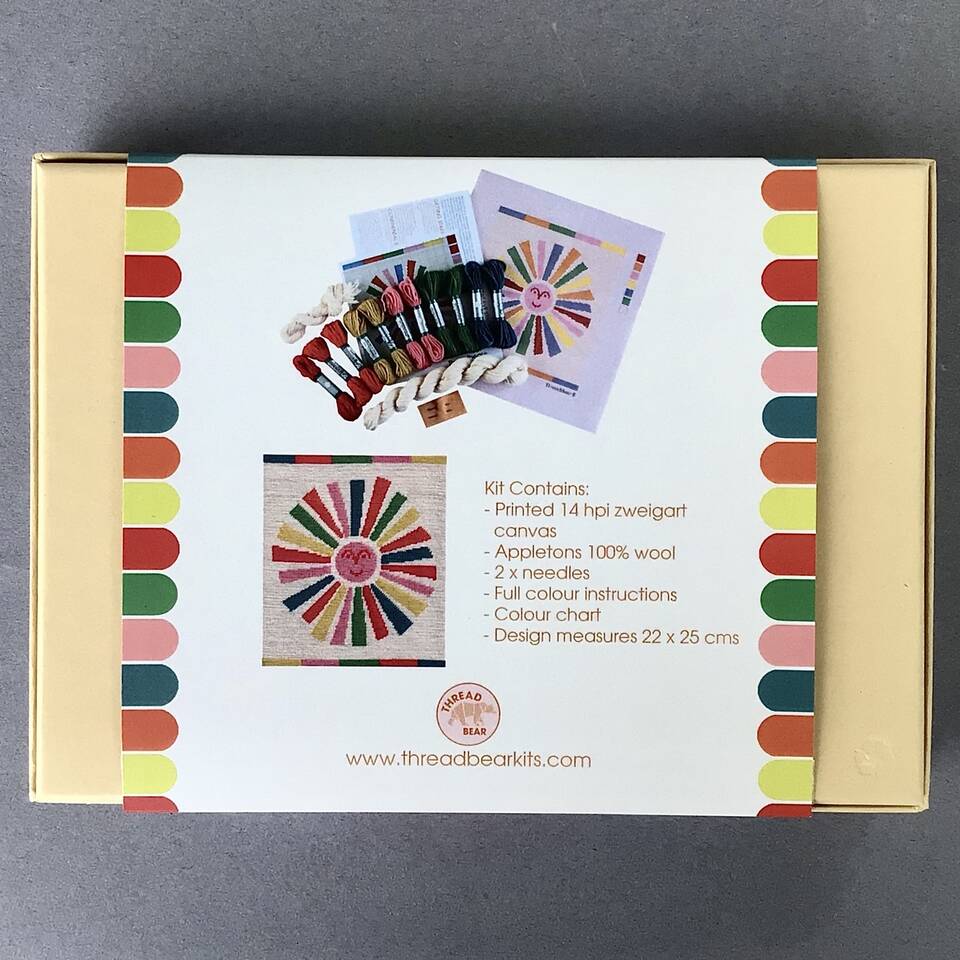 Kit Contains:
- Printed 14 hpi zweigart
canvas
- Appletons 100% wool
- 2 x needles
- Full colour instructions
- Colour chart
- Design measures 22 x 25 cms
THREAD
BEAR
www.threadbearkits.com